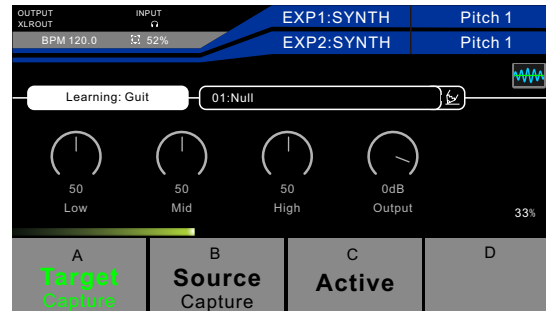 OUTPUT INPUT EXP1:SYNTH Pitch 1
XLROUT
BPM 120.0 52% EXP2:SYNTH Pitch 1
Learning: Guit 01:Null
50 50 50 0dB
Low Mid High Output
33%
A B C D
Target Source Active
Capture Capture